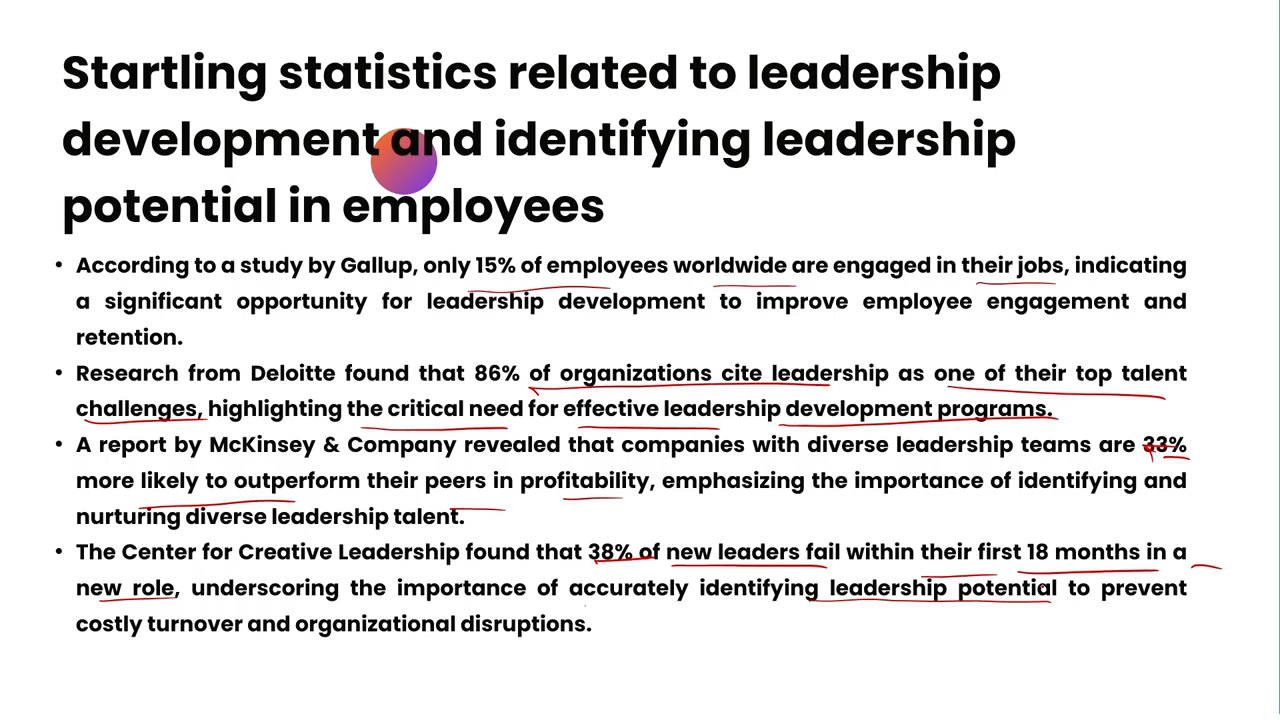 Startling statistics related to leadership
development and identifying leadership
potential in employees
• According to a study by Gallup, only 15% of employees worldwide are engaged in their jobs, indicating
a significant opportunity for leadership development to improve employee engagement and
retention.
• Research from Deloitte found that 86% of organizations cite leadership as one of their top talent
challenges, highlighting the critical need for effective leadership development programs.
• A report by McKinsey & Company revealed that companies with diverse leadership teams are 33%
more likely to outperform their peers in profitability, emphasizing the importance of identifying and
nurturing diverse leadership talent.
• The Center for Creative Leadership found that 38% of new leaders fail within their first 18 months in a
new role, underscoring the importance of accurately identifying leadership potential to prevent
costly turnover and organizational disruptions.